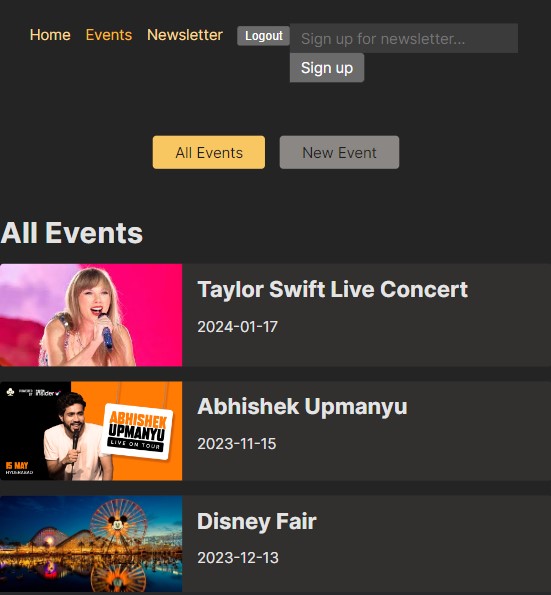 Home Events Newsletter Logout Sign up for newsletter...
Sign up
All Events New Event
All Events
Taylor Swift Live Concert
2024-01-17
insider
ABHISHEK
UPMANYU
LIVE ON TOUR
15 MAY
HYDERABAD
Abhishek Upmanyu
2023-11-15
Disney Fair
2023-12-13